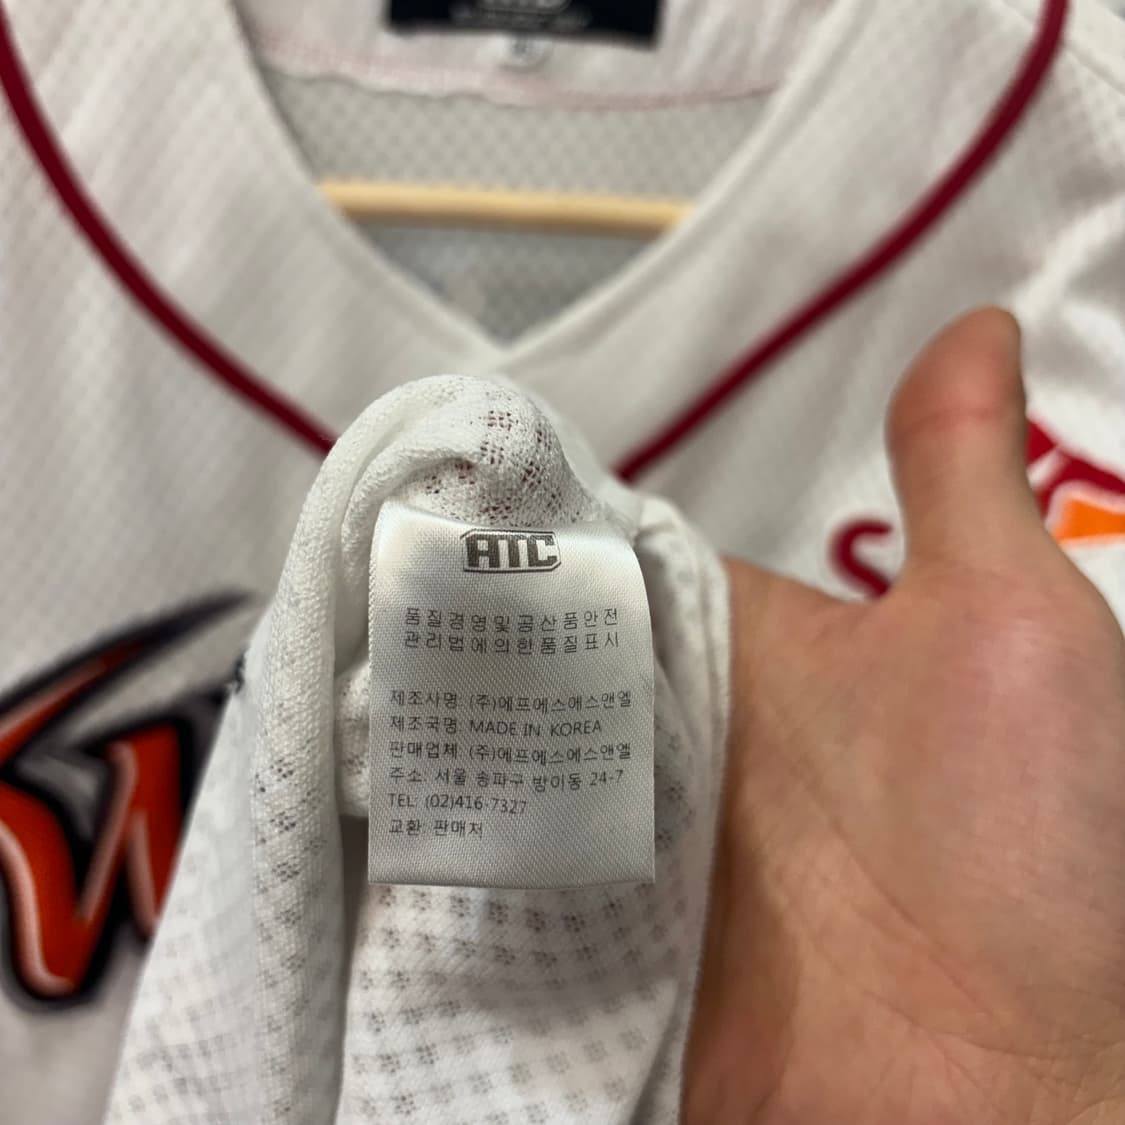 ATC
품질경영및공산품안전
관리법에의한품질표시
제조사명: (주)에프에스에스앤엘
제조국명: MADE IN KOREA
판매업체: (주)에프에스에스앤엘
주소: 서울 송파구 방이동 24-7
TEL: (02)416-7327
교환: 판매처